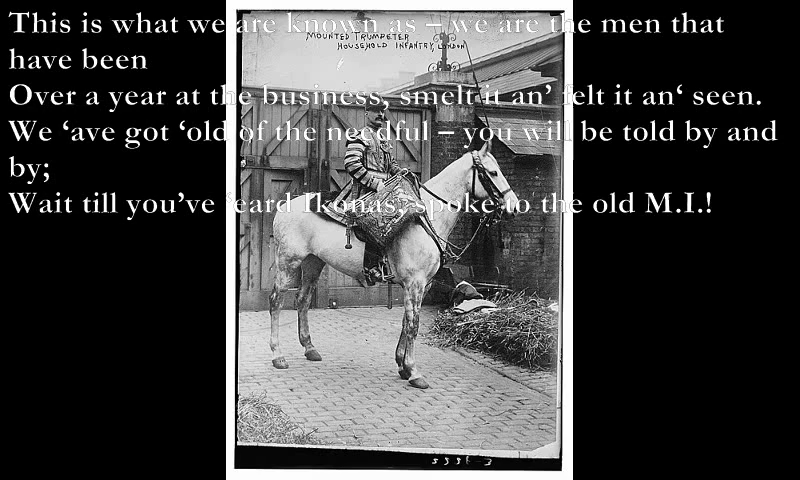 This is what we are known as – we are the men that
have been
Over a year at the business, smelt it an’ felt it an‘ seen.
We ‘ave got ‘old of the needful – you will be told by and
by;
Wait till you’ve ‘eard Ikonas, spoke to the old M.I.!
MOUNTED TRUMPETER
HOUSEHOLD INFANTRY, LONDON